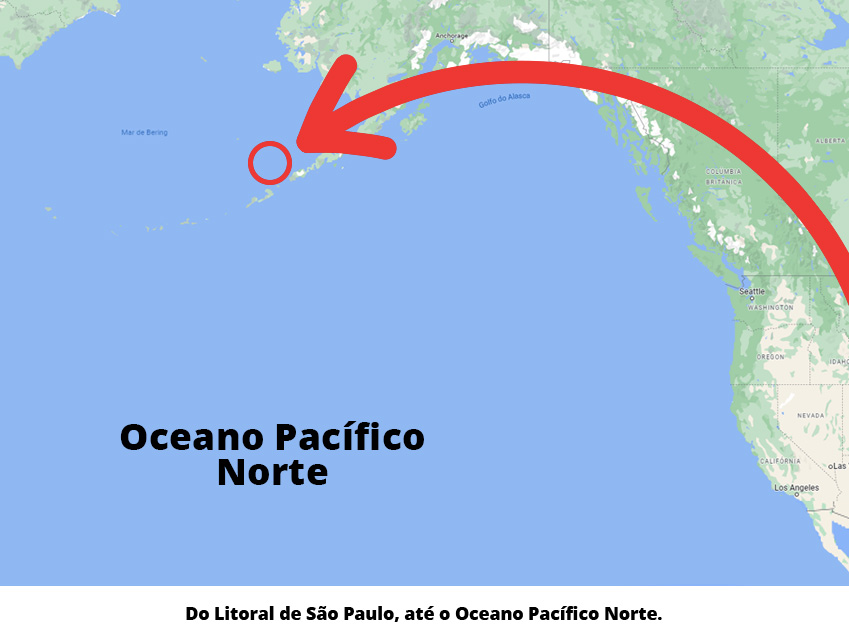 Anchorage
Golfo do Alasca
Mar de Bering
ALBERTA
COLUMBIA
BRITANICA
Seattle
WASHINGTON
OREGON
IDAHO
NEVADA
CALIFÓRNIA
Las
Los Angeles
Oceano Pacífico
Norte
Do Litoral de São Paulo, até o Oceano Pacífico Norte.